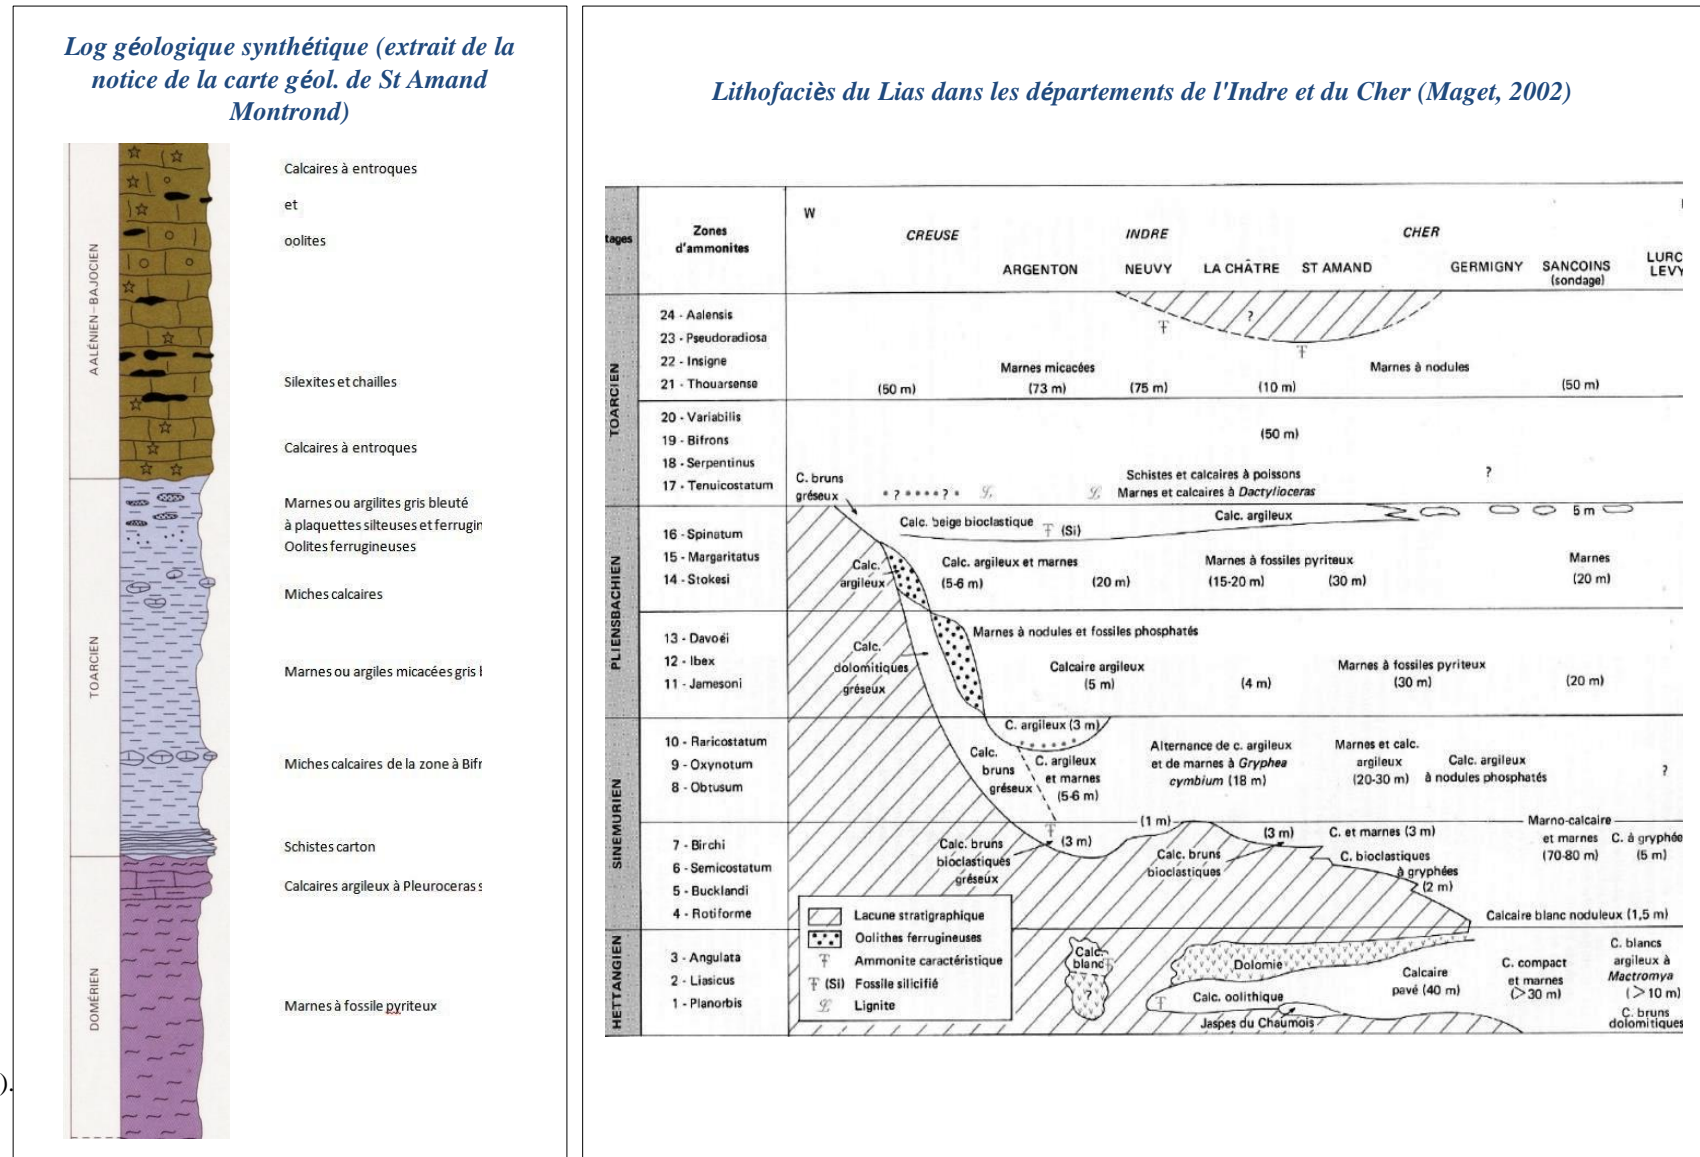 Log géologique synthétique (extrait de la
notice de la carte géol. de St Amand
Montrond)
AALÉNIEN–BAJOCIEN
TOARCIEN
DOMÉRIEN
Calcaires à entroques
et
oolites
Silexites et chailles
Calcaires à entroques
Marnes ou argilites gris bleuté
à plaquettes silteuses et ferrugin
Oolites ferrugineuses
Miches calcaires
Marnes ou argiles micacées gris
Miches calcaires de la zone à Bifr
Schistes carton
Calcaires argileux à Pleuroceras s
Marnes à fossile pyriteux
).
Lithofaciès du Lias dans les départements de l'Indre et du Cher (Maget, 2002)
tages
Zones
d'ammonites
W
CREUSE
INDRE
CHER
ARGENTON
NEUVY
LA CHÂTRE
ST AMAND
GERMIGNY
SANCOINS
(sondage)
LURC
LEVY
TOARCIEN
24 - Aalensis
23 - Pseudoradiosa
22 - Insigne
21 - Thouarsense
?
Marnes micacées
Marnes à nodules
(50 m)
(73 m)
(75 m)
(10 m)
(50 m)
20 - Variabilis
19 - Bifrons
18 - Serpentinus
17 - Tenuicostatum
(50 m)
Schistes et calcaires à poissons
Marnes et calcaires à Dactylioceras
?
C. bruns
gréseux
? ?
PLIENSBACHIEN
16 - Spinatum
15 - Margaritatus
14 - Stokesi
Calc. beige bioclastique
(Si)
Calc. argileux
5 m
Calc.
argileux
Calc. argileux et marnes
(5-6 m)
(20 m)
Marnes à fossiles pyriteux
(15-20 m)
(30 m)
Marnes
(20 m)
13 - Davoéi
12 - Ibex
11 - Jamesoni
Marnes à nodules et fossiles phosphatés
Calc.
dolomitiques
gréseux
Calcaire argileux
(5 m)
(4 m)
Marnes à fossiles pyriteux
(30 m)
(20 m)
SINEMURIEN
10 - Raricostatum
9 - Oxynotum
8 - Obtusum
C. argileux (3 m)
Calc.
bruns
gréseux
C. argileux
et marnes
(5-6 m)
Alternance de c. argileux
et de marnes à Gryphea
cymbium (18 m)
Marnes et calc.
argileux
(20-30 m)
Calc. argileux
à nodules phosphatés
?
7 - Birchi
6 - Semicostatum
5 - Bucklandi
4 - Rotiforme
Calc. bruns
bioclastiques
gréseux
(3 m)
(1 m)
Calc. bruns
bioclastiques
(3 m)
C. et marnes (3 m)
C. bioclastiques
à gryphées
(2 m)
Marno-calcaire
et marnes
(70-80 m)
C. à gryphée
(5 m)
Calcaire blanc noduleux (1,5 m)
HETTANGIEN
3 - Angulata
2 - Liasicus
1 - Planorbis
Lacune stratigraphique
Oolithes ferrugineuses
Ammonite caractéristique
(Si) Fossile silicifié
Lignite
Calc.
blanc
?
Dolomie
Calc. oolithique
Jaspes du Chaumois
Calcaire
pavé (40 m)
C. compact
et marnes
(>30 m)
C. blancs
argileux à
Mactromya
(>10 m)
C. bruns
dolomitiques